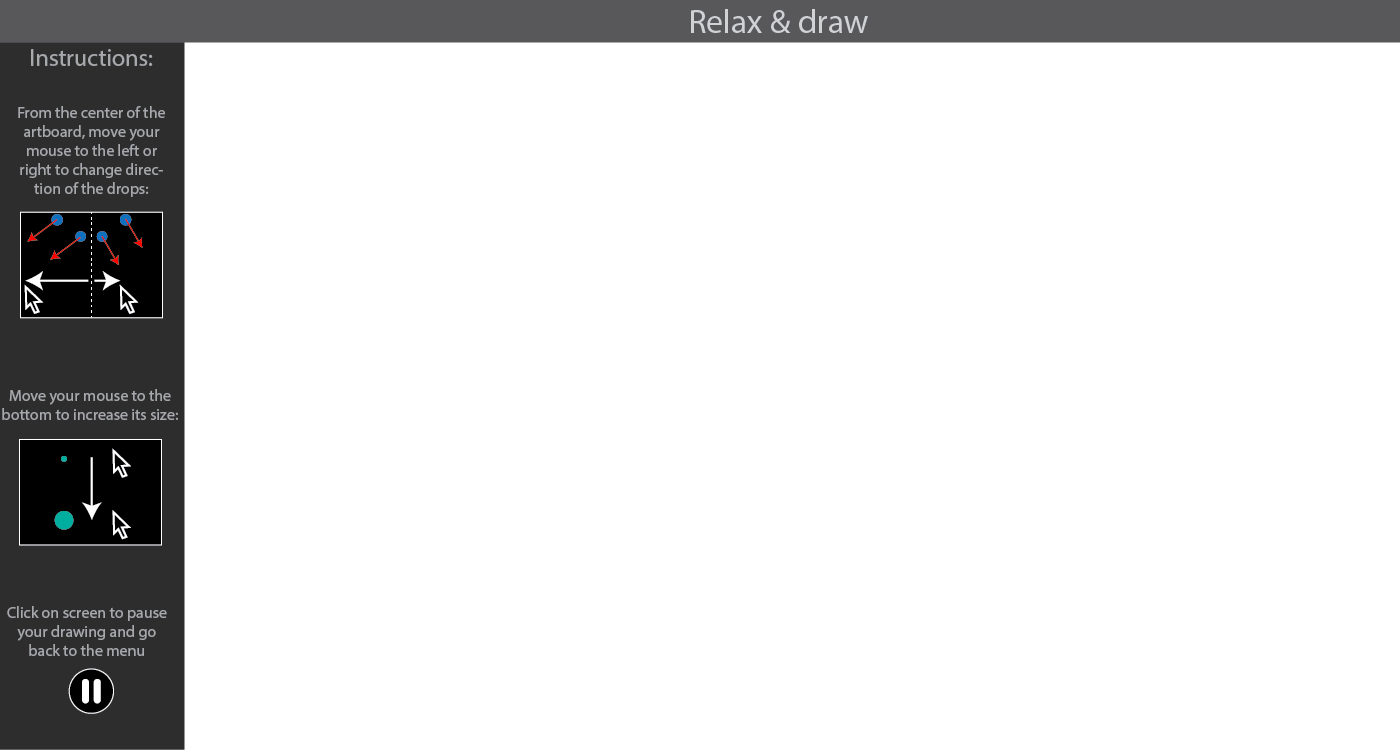 Relax & draw
Instructions:
From the center of the
artboard, move your
mouse to the left or
right to change direc-
tion of the drops:
Move your mouse to the
bottom to increase its size:
Click on screen to pause
your drawing and go
back to the menu